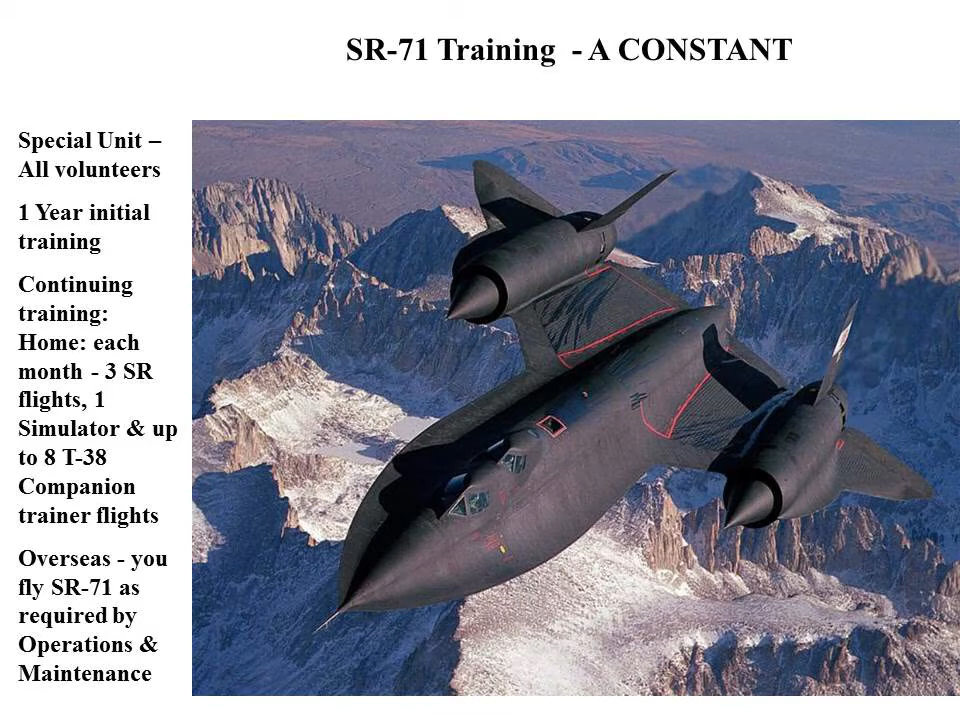 SR-71 Training - A CONSTANT
Special Unit –
All volunteers
1 Year initial
training
Continuing
training:
Home: each
month - 3 SR
flights, 1
Simulator & up
to 8 T-38
Companion
trainer flights
Overseas - you
fly SR-71 as
required by
Operations &
Maintenance